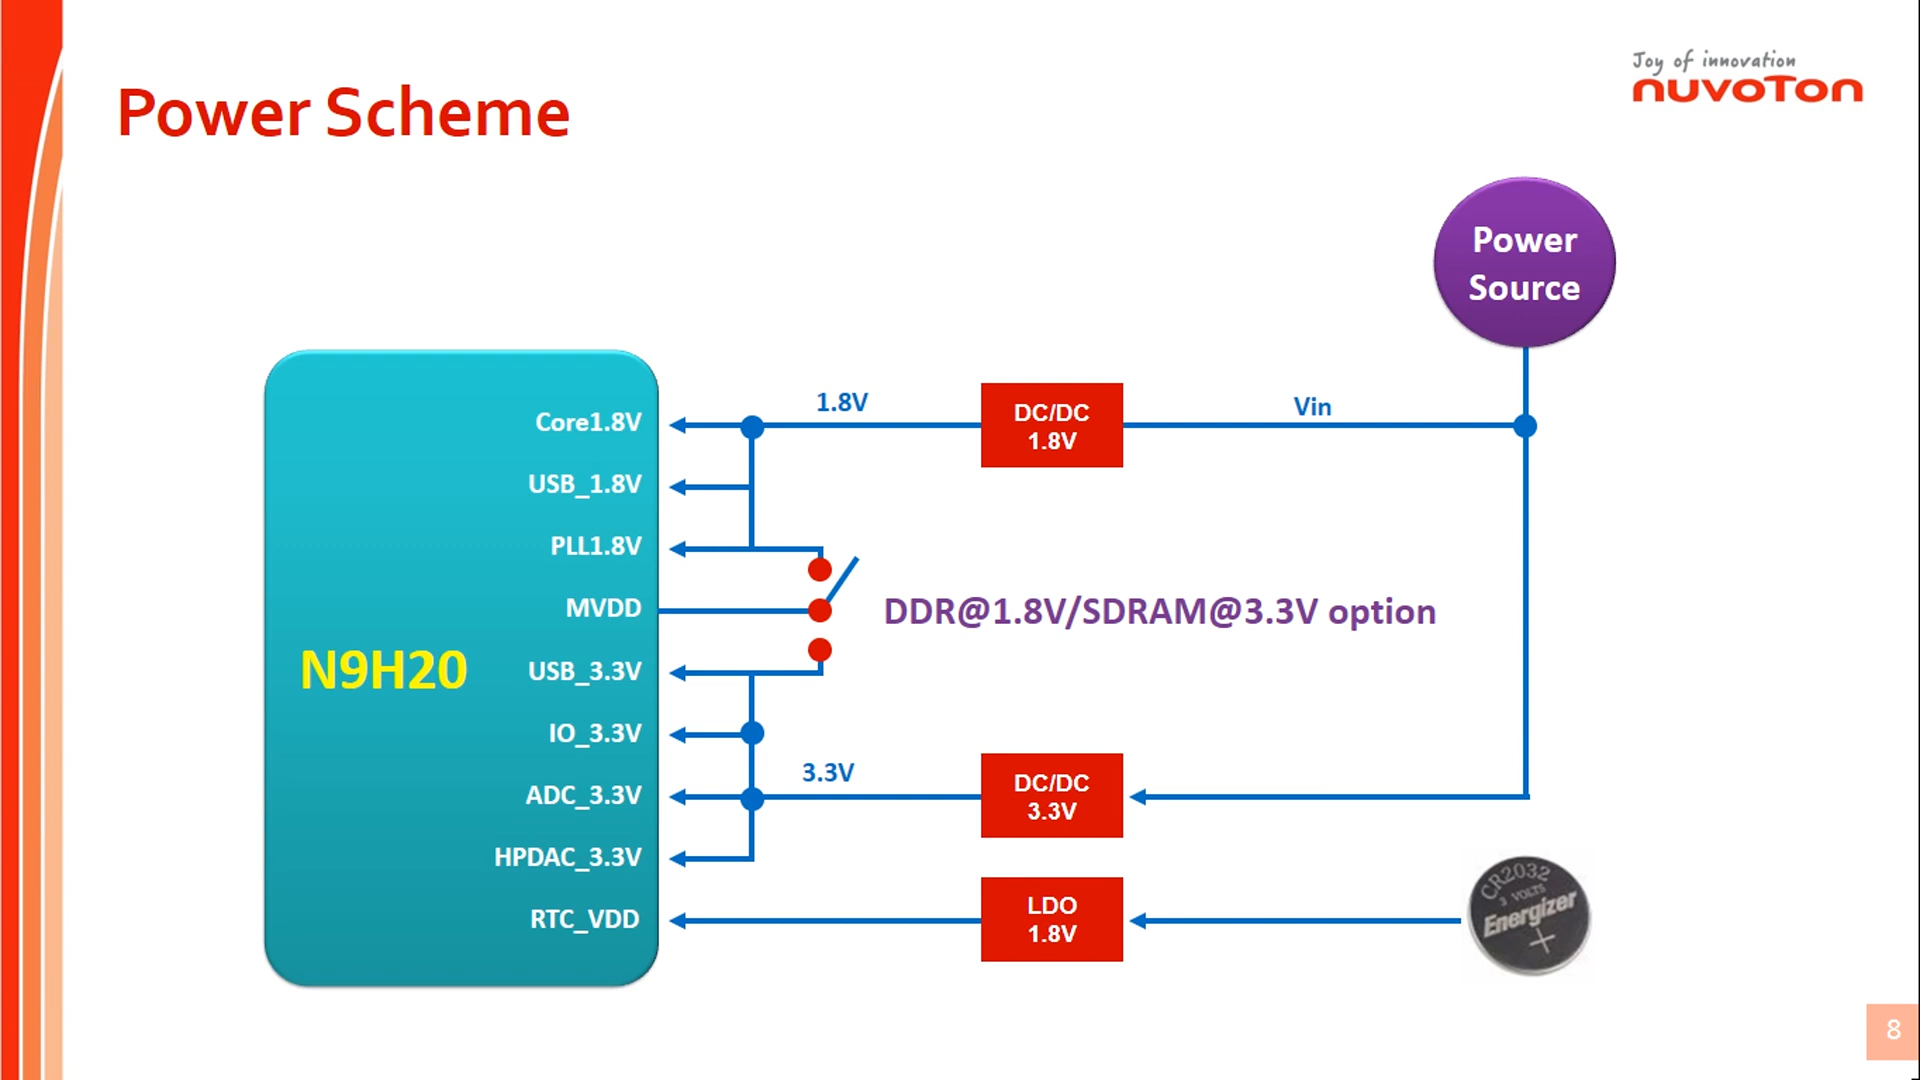 Joy of innovation
nuvoTon
Power Scheme
Power
Source
Core1.8V
USB_1.8V
PLL1.8V
MVDD
USB_3.3V
IO_3.3V
ADC_3.3V
HPDAC_3.3V
RTC_VDD
N9H20
1.8V
DC/DC
1.8V
Vin
DDR@1.8V/SDRAM@3.3V option
3.3V
DC/DC
3.3V
LDO
1.8V
CR2032
3 VOLTS
Energizer
+
8